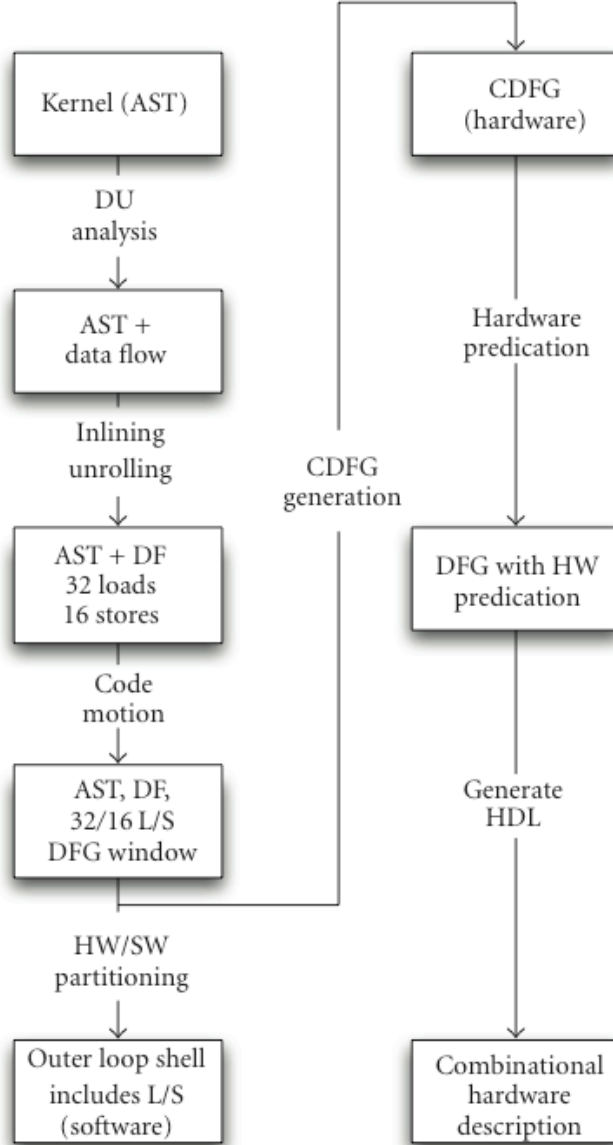 Kernel (AST)
DU
analysis
AST +
data flow
Inlining
unrolling
AST + DF
32 loads
16 stores
Code
motion
AST, DF,
32/16 L/S
DFG window
HW/SW
partitioning
Outer loop shell
includes L/S
(software)
CDFG
generation
CDFG
(hardware)
Hardware
predication
DFG with HW
predication
Generate
HDL
Combinational
hardware
description